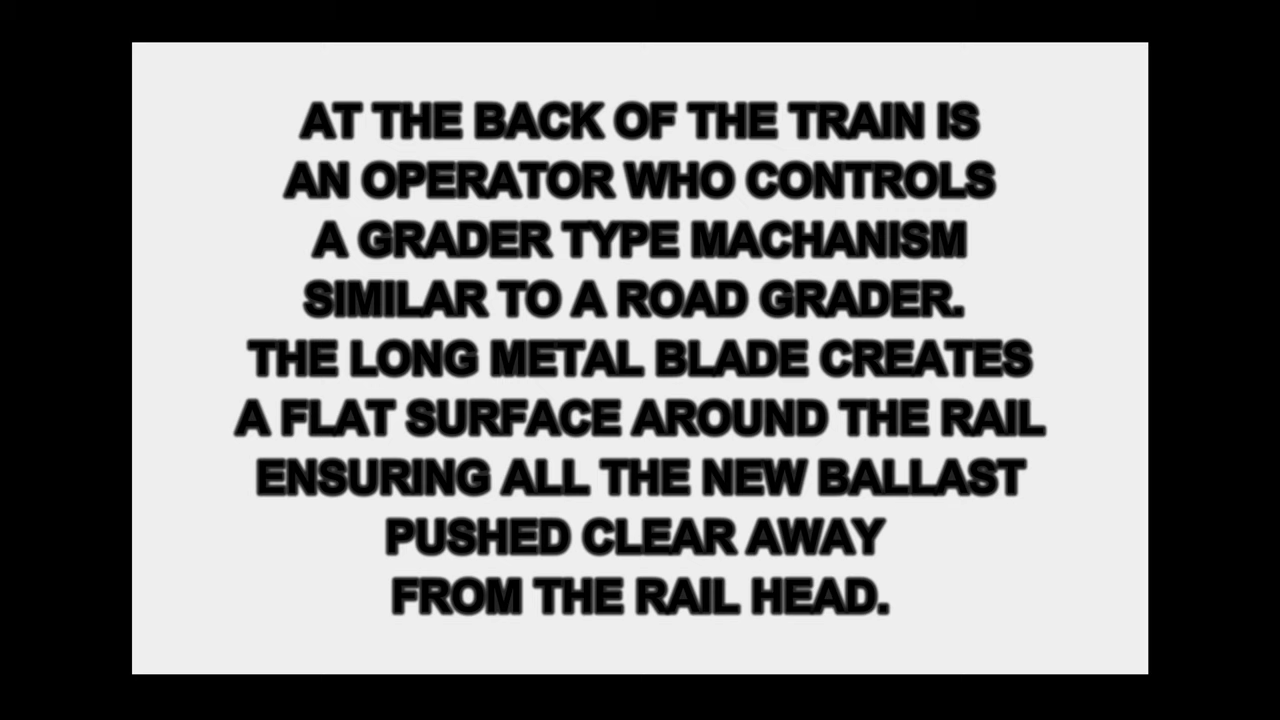 AT THE BACK OF THE TRAIN IS
AN OPERATOR WHO CONTROLS
A GRADER TYPE MACHANISM
SIMILAR TO A ROAD GRADER.
THE LONG METAL BLADE CREATES
A FLAT SURFACE AROUND THE RAIL
ENSURING ALL THE NEW BALLAST
PUSHED CLEAR AWAY
FROM THE RAIL HEAD.